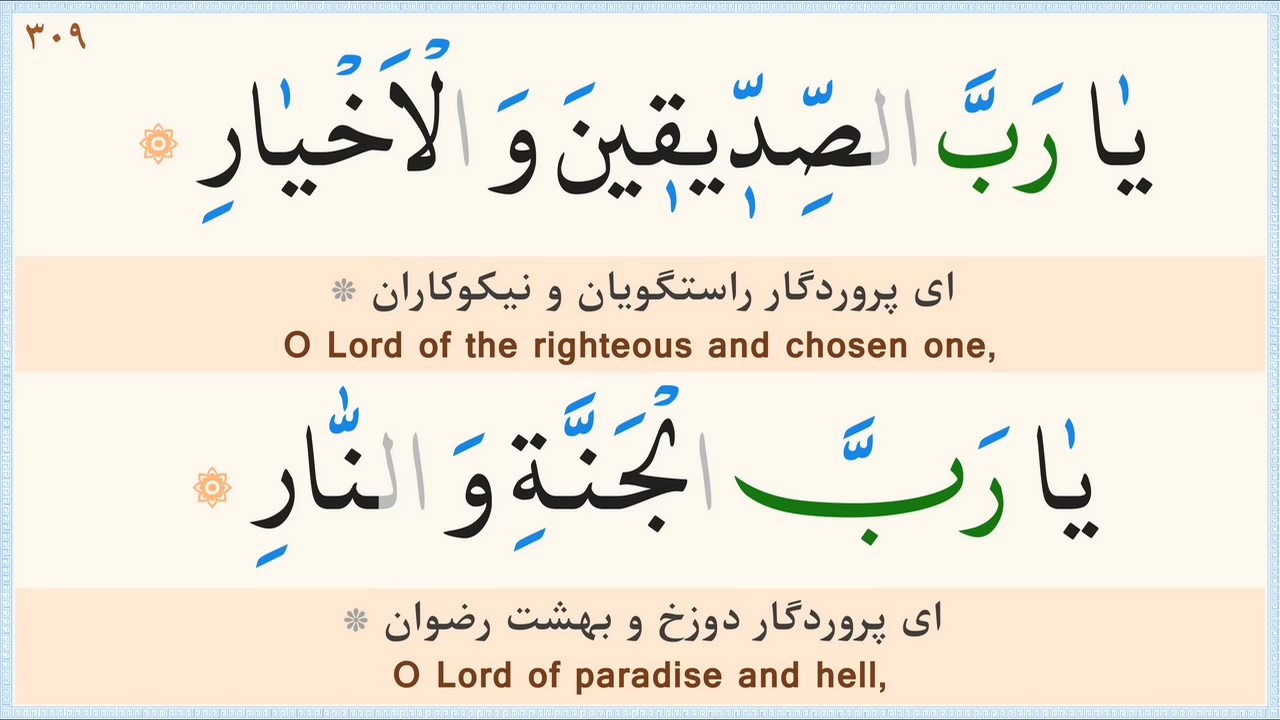 ۳۰۹
يَا رَبَّ الصِّدِّيقِينَ وَ الْاَخْيَارِ
ای پروردگار راستگویان و نیکوکاران
O Lord of the righteous and chosen one,
يَا رَبَّ الْجَنَّةِ وَ النَّارِ
ای پروردگار دوزخ و بهشت رضوان
O Lord of paradise and hell,